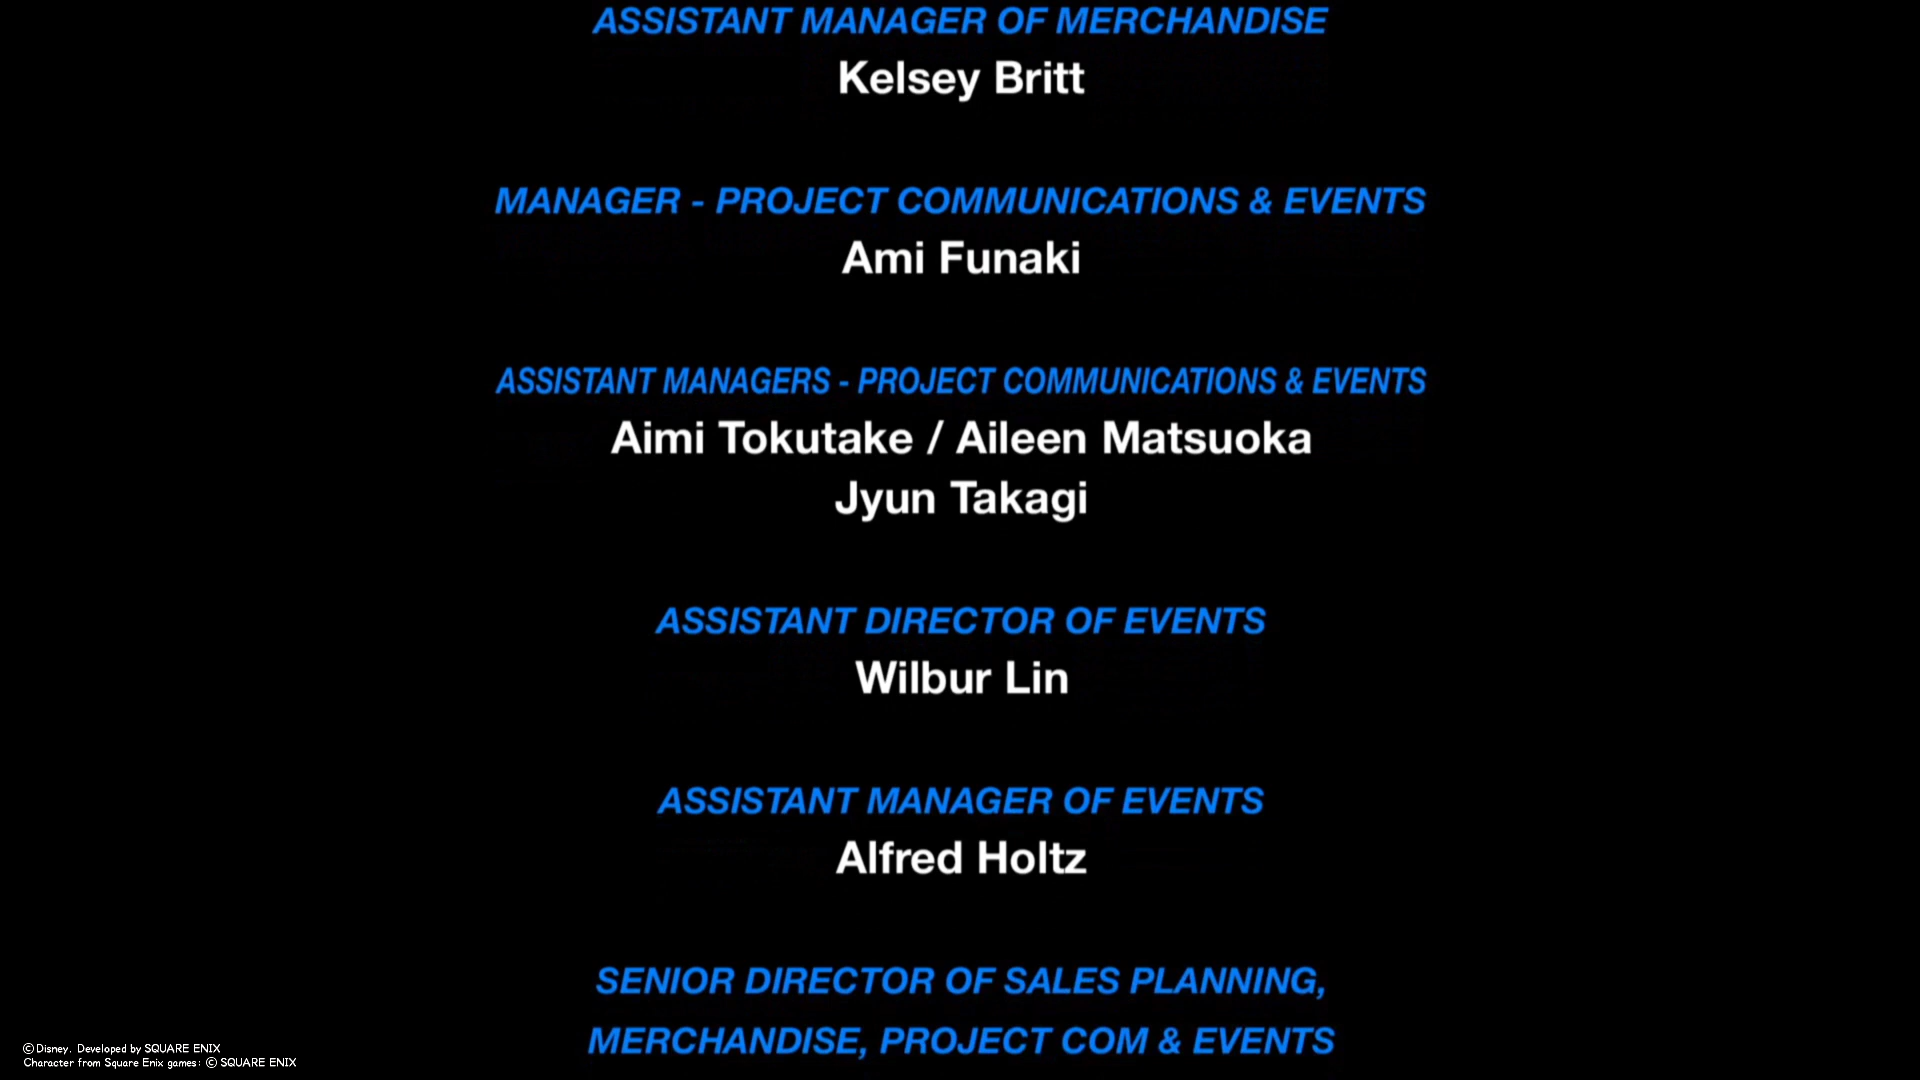 ASSISTANT MANAGER OF MERCHANDISE
Kelsey Britt
MANAGER - PROJECT COMMUNICATIONS & EVENTS
Ami Funaki
ASSISTANT MANAGERS - PROJECT COMMUNICATIONS & EVENTS
Aimi Tokutake / Aileen Matsuoka
Jyun Takagi
ASSISTANT DIRECTOR OF EVENTS
Wilbur Lin
ASSISTANT MANAGER OF EVENTS
Alfred Holtz
SENIOR DIRECTOR OF SALES PLANNING,
MERCHANDISE, PROJECT COM & EVENTS
©Disney. Developed by SQUARE ENIX
Character from Square Enix games: © SQUARE ENIX